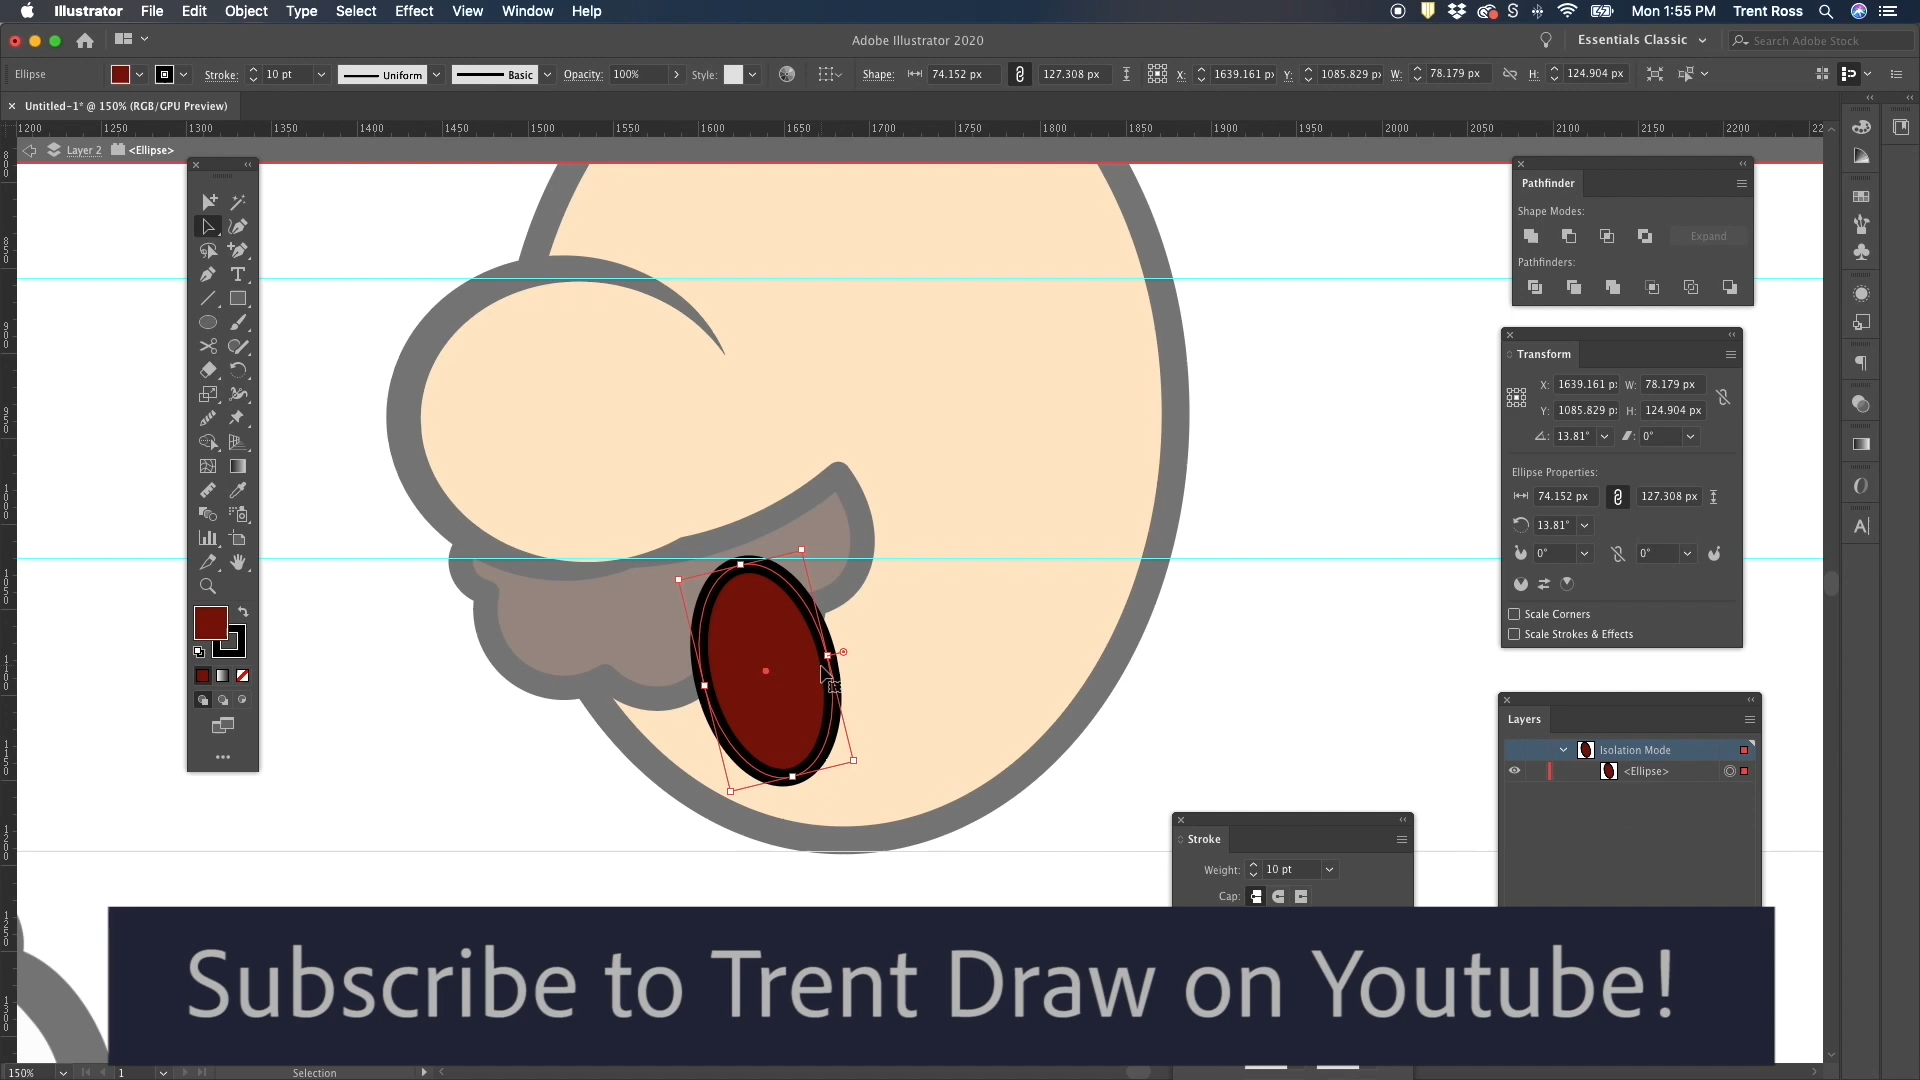 Illustrator File Edit Object Type Select Effect View Window Help Mon 1:55 PM Trent Ross
Adobe Illustrator 2020 Essentials Classic Search Adobe Stock
Ellipse Stroke: 10 pt Uniform Basic Opacity: 100% Style: Shape: 74.152 px 127.308 px X: 1639.161 px Y: 1085.829 px W: 78.179 px H: 124.904 px
× Untitled-1* @ 150% (RGB/GPU Preview)
1200 1250 1300 1350 1400 1450 1500 1550 1600 1650 1700 1750 1800 1850 1900 1950 2000 2050 2100 2150 2200
Layer 2 <Ellipse>
Pathfinder
Shape Modes:
Expand
Pathfinders:
Transform
X: 1639.161 p W: 78.179 px
Y: 1085.829 p H: 124.904 px
13.81° 0°
Ellipse Properties:
74.152 px 127.308 px
13.81°
0° 0°
Scale Corners
Scale Strokes & Effects
Layers
Isolation Mode
<Ellipse>
Stroke
Weight: 10 pt
Cap:
Subscribe to Trent Draw on Youtube!
150% 1 Selection